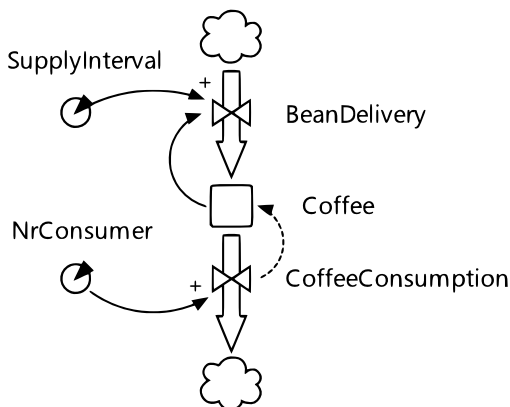 SupplyInterval
+
BeanDelivery
Coffee
NrConsumer
+
CoffeeConsumption